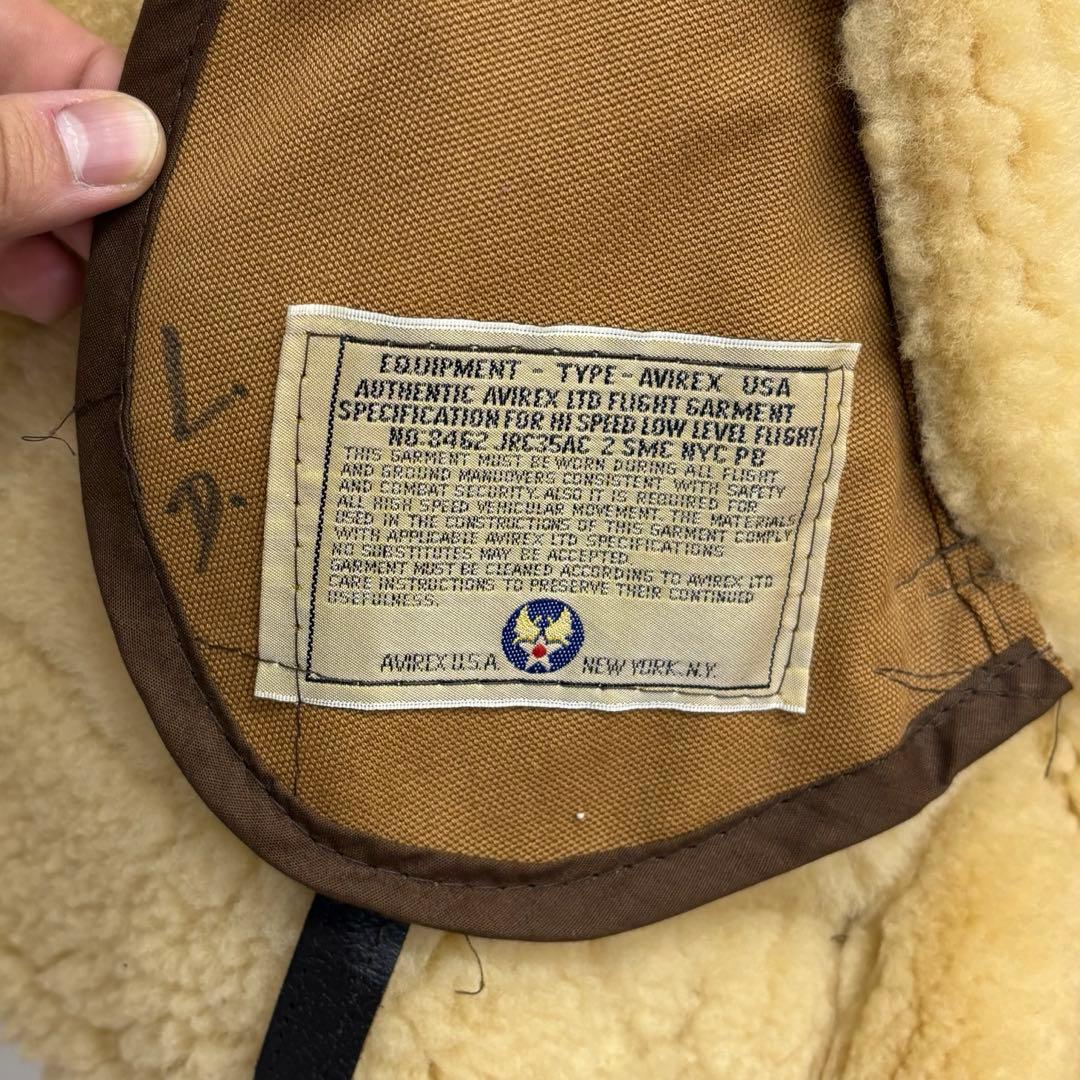 EQUIPMENT - TYPE - AVIREX USA
AUTHENTIC AVIREX LTD FLIGHT GARMENT
SPECIFICATION FOR HI SPEED LOW LEVEL FLIGHT
NO. 8462 JRC35AC 2 SMC NYC PB
THIS GARMENT MUST BE WORN DURING ALL FLIGHT
AND GROUND MANOUVERS CONSISTENT WITH SAFETY
AND COMBAT SECURITY. ALSO IT IS REQUIRED FOR
ALL HIGH SPEED VEHICULAR MOVEMENT. THE MATERIALS
USED IN THE CONSTRUCTIONS OF THIS GARMENT COMPLY
WITH APPLICABLE AVIREX LTD SPECIFICATIONS
NO SUBSTITUTES MAY BE ACCEPTED.
GARMENT MUST BE CLEANED ACCORDING TO AVIREX LTD
CARE INSTRUCTIONS TO PRESERVE THEIR CONTINUED
USEFULNESS.
AVIREX U.S.A. NEW YORK. N.Y.
L.
D.